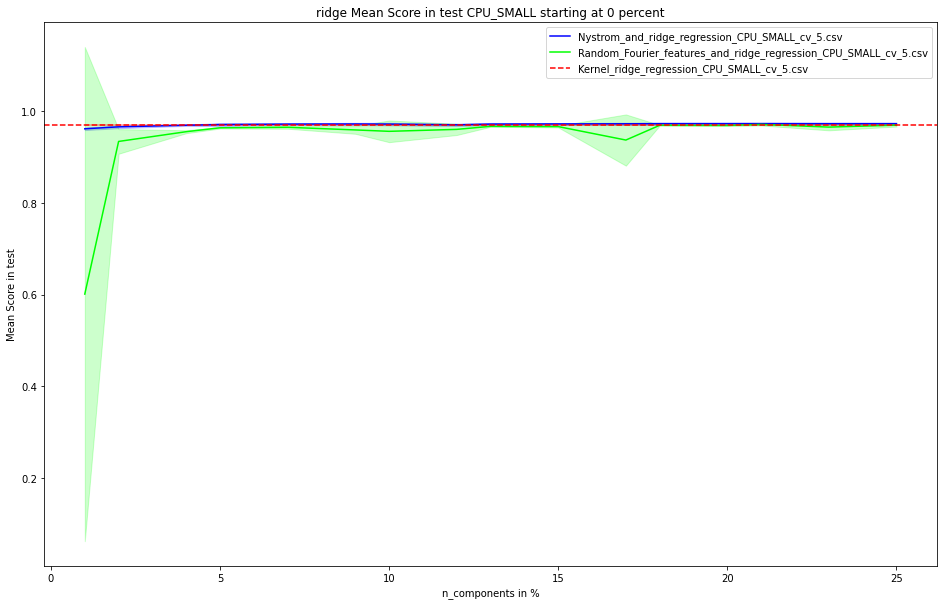 ridge Mean Score in test CPU_SMALL starting at 0 percent
Nystrom_and_ridge_regression_CPU_SMALL_cv_5.csv
Random_Fourier_features_and_ridge_regression_CPU_SMALL_cv_5.csv
Kernel_ridge_regression_CPU_SMALL_cv_5.csv
Mean Score in test
1.0
0.8
0.6
0.4
0.2
0 5 10 15 20 25
n_components in %